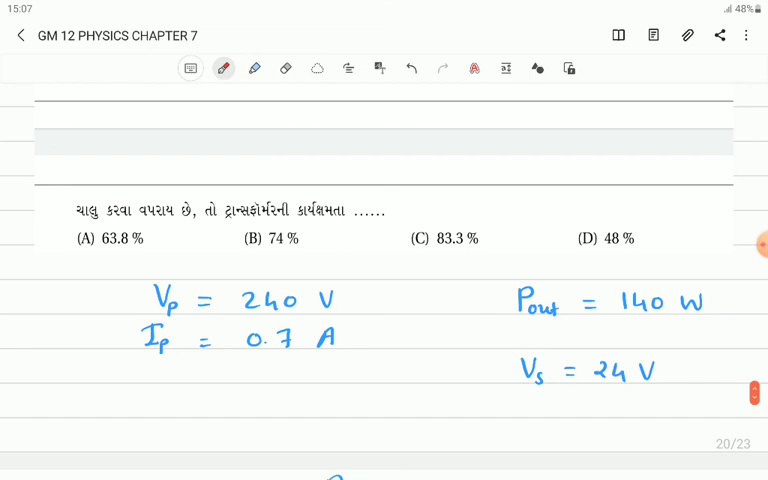 15:07 48%
GM 12 PHYSICS CHAPTER 7
ચાલુ કરવા વપરાય છે, તો ટ્રાન્સફૉર્મરની કાર્યક્ષમતા ......
(A) 63.8 % (B) 74 % (C) 83.3 % (D) 48 %
Vp = 240 V Pout = 140 W
Ip = 0.7 A
Vs = 24 V
20/23